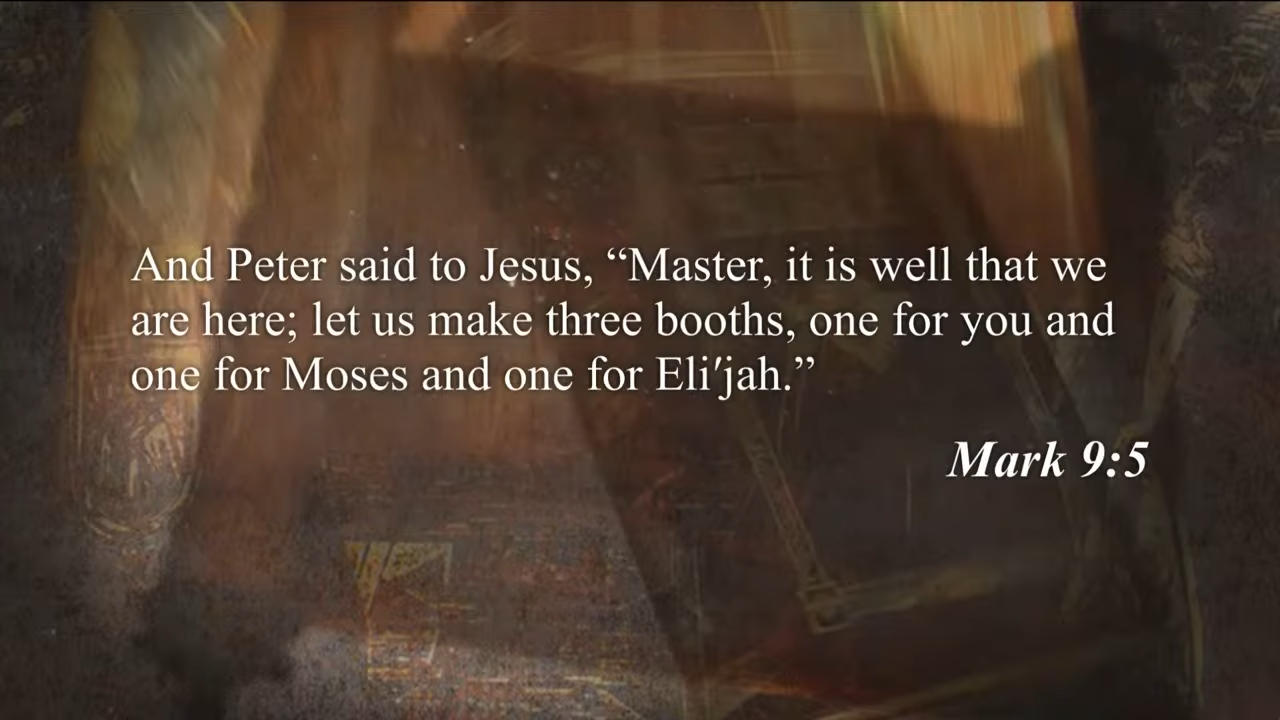 And Peter said to Jesus, “Master, it is well that we
are here; let us make three booths, one for you and
one for Moses and one for Eli′jah.”
Mark 9:5